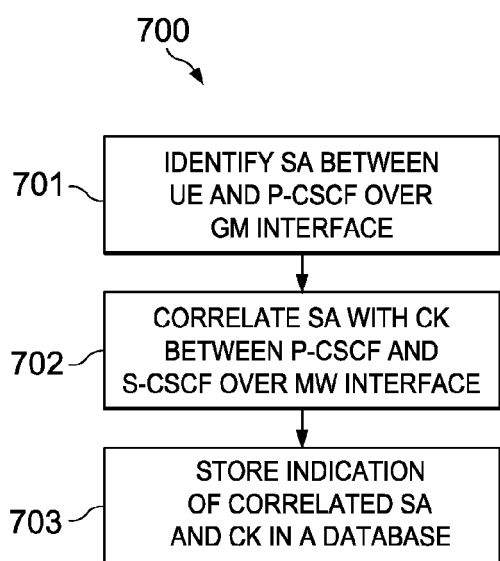 700
701
IDENTIFY SA BETWEEN
UE AND P-CSCF OVER
GM INTERFACE
702
CORRELATE SA WITH CK
BETWEEN P-CSCF AND
S-CSCF OVER MW INTERFACE
703
STORE INDICATION
OF CORRELATED SA
AND CK IN A DATABASE